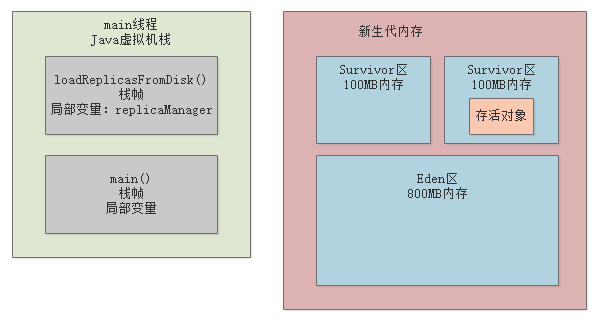 main线程
Java虚拟机栈
loadReplicasFromDisk()
栈帧
局部变量：replicaManager
main()
栈帧
局部变量
新生代内存
Survivor区
100MB内存
Survivor区
100MB内存
存活对象
Eden区
800MB内存